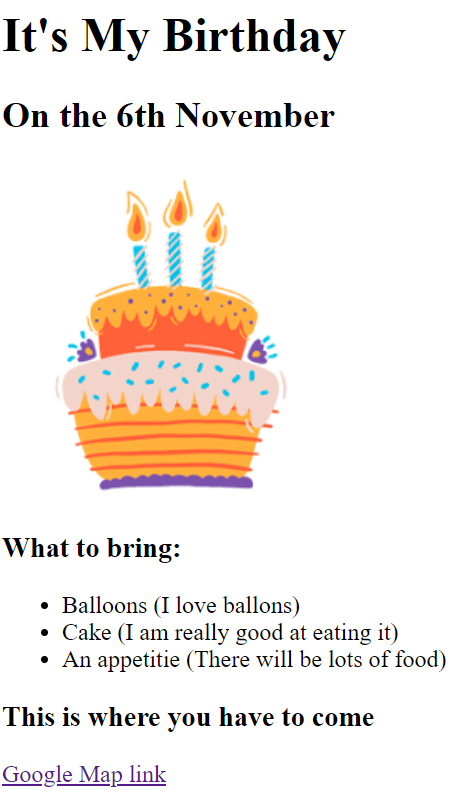 It's My Birthday
On the 6th November
What to bring:
• Balloons (I love ballons)
• Cake (I am really good at eating it)
• An appetitie (There will be lots of food)
This is where you have to come
Google Map link